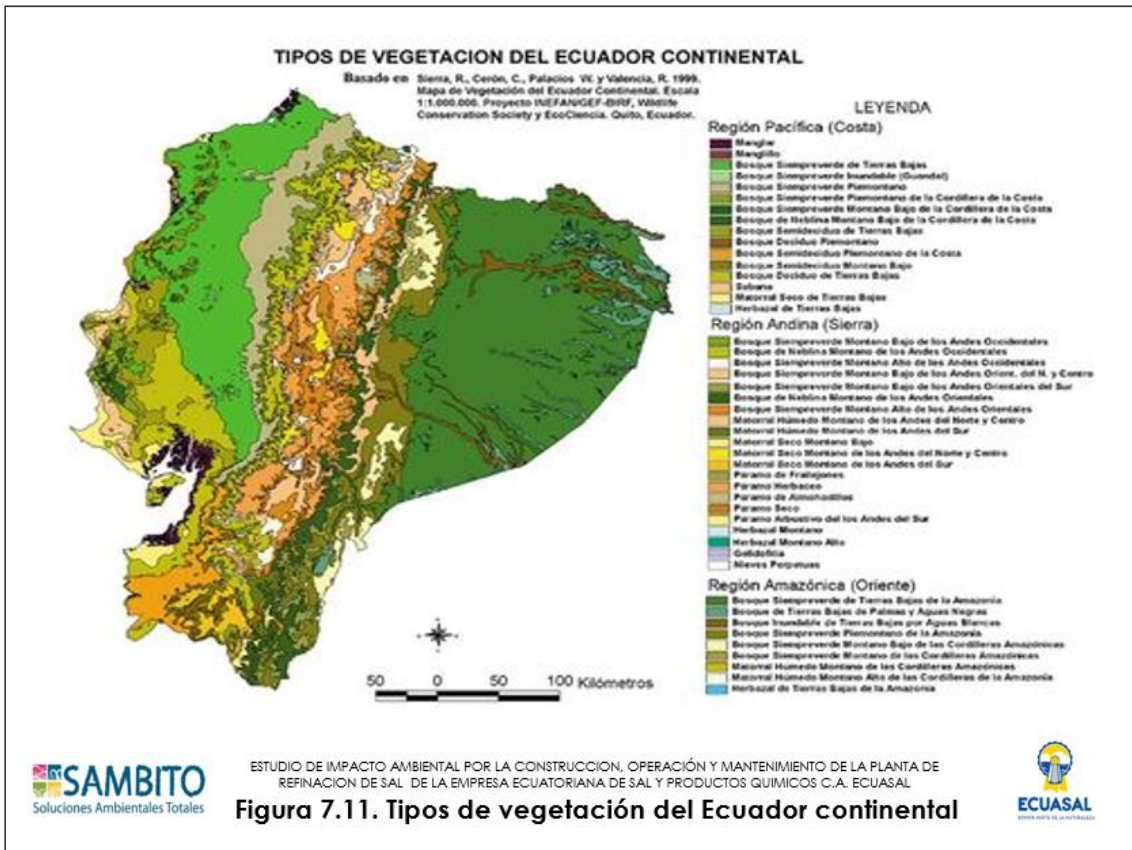 TIPOS DE VEGETACION DEL ECUADOR CONTINENTAL
Basado en Sierra, R., Cerón, C., Palacios W. y Valencia, R. 1999.
Mapa de Vegetación del Ecuador Continental. Escala
1:1.000.000. Proyecto INEFAN/GEF-BIRF, Wildlife
Conservation Society y EcoCiencia. Quito, Ecuador.
LEYENDA
Región Pacífica (Costa)
Manglar
Manglillo
Bosque Siempreverde de Tierras Bajas
Bosque Siempreverde Inundable (Guandal)
Bosque Siempreverde Piemontano
Bosque Siempreverde Piemontano de la Cordillera de la Costa
Bosque Siempreverde Montano Bajo de la Cordillera de la Costa
Bosque de Neblina Montano Bajo de la Cordillera de la Costa
Bosque Semideciduo de Tierras Bajas
Bosque Deciduo Piemontano
Bosque Semideciduo Piemontano de la Costa
Bosque Semideciduo Montano Bajo
Bosque Deciduo de Tierras Bajas
Sabana
Matorral Seco de Tierras Bajas
Herbazal de Tierras Bajas
Región Andina (Sierra)
Bosque Siempreverde Montano Bajo de los Andes Occidentales
Bosque de Neblina Montano de los Andes Occidentales
Bosque Siempreverde Montano Alto de los Andes Occidentales
Bosque Siempreverde Montano Bajo de los Andes Orient. del N. y Centro
Bosque Siempreverde Montano Bajo de los Andes Orientales del Sur
Bosque de Neblina Montano de los Andes Orientales
Bosque Siempreverde Montano Alto de los Andes Orientales
Matorral Húmedo Montano de los Andes del Norte y Centro
Matorral Húmedo Montano de los Andes del Sur
Matorral Seco Montano Bajo
Matorral Seco Montano de los Andes del Norte y Centro
Matorral Seco Montano de los Andes del Sur
Páramo de Frailejones
Páramo Herbáceo
Páramo de Almohadillas
Páramo Seco
Páramo Arbustivo del los Andes del Sur
Herbazal Montano
Herbazal Montano Alto
Gelidofitia
Nieves Perpetuas
Región Amazónica (Oriente)
Bosque Siempreverde de Tierras Bajas de la Amazonía
Bosque de Tierras Bajas de Palmas y Aguas Negras
Bosque Inundable de Tierras Bajas por Aguas Blancas
Bosque Siempreverde Piemontano de la Amazonía
Bosque Siempreverde Montano Bajo de las Cordilleras Amazónicas
Bosque Siempreverde Montano de las Cordilleras Amazónicas
Matorral Húmedo Montano de las Cordilleras Amazónicas
Matorral Húmedo Montano Alto de las Cordilleras de la Amazonía
Herbazal de Tierras Bajas de la Amazonía
50 0 50 100 Kilómetros
SAMBITO
Soluciones Ambientales Totales
ESTUDIO DE IMPACTO AMBIENTAL POR LA CONSTRUCCION, OPERACIÓN Y MANTENIMIENTO DE LA PLANTA DE
REFINACION DE SAL DE LA EMPRESA ECUATORIANA DE SAL Y PRODUCTOS QUIMICOS C.A. ECUASAL
Figura 7.11. Tipos de vegetación del Ecuador continental
ECUASAL
SOMOS PARTE DE LA NATURALEZA